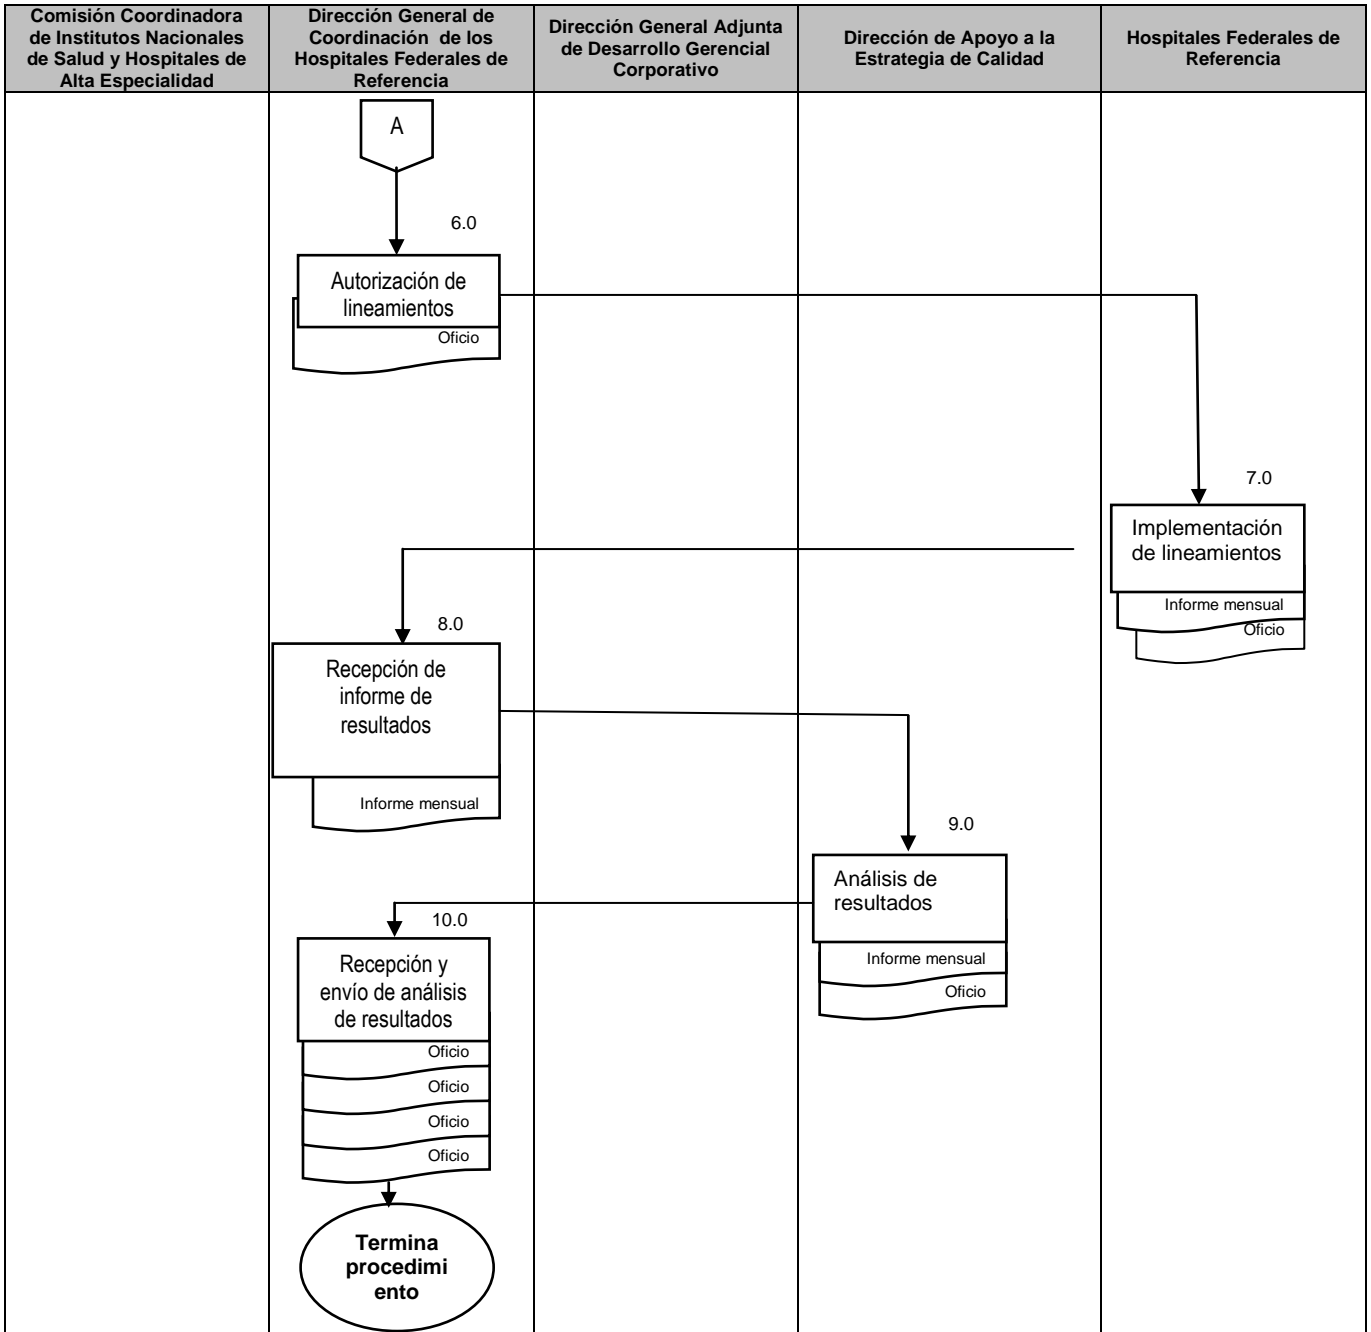 Comisión Coordinadora
de Institutos Nacionales
de Salud y Hospitales de
Alta Especialidad
Dirección General de
Coordinación de los
Hospitales Federales de
Referencia
Dirección General Adjunta
de Desarrollo Gerencial
Corporativo
Dirección de Apoyo a la
Estrategia de Calidad
Hospitales Federales de
Referencia
A
6.0
Autorización de
lineamientos
Oficio
7.0
Implementación
de lineamientos
Informe mensual
Oficio
8.0
Recepción de
informe de
resultados
Informe mensual
9.0
Análisis de
resultados
Informe mensual
Oficio
10.0
Recepción y
envío de análisis
de resultados
Oficio
Oficio
Oficio
Oficio
Termina
procedimi
ento